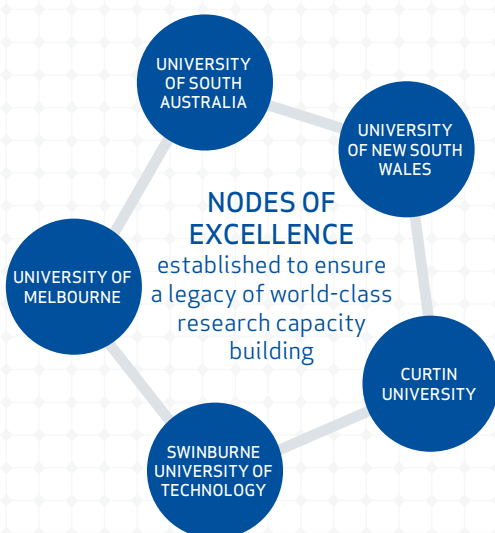 UNIVERSITY
OF SOUTH
AUSTRALIA
UNIVERSITY
OF NEW SOUTH
WALES
NODES OF
EXCELLENCE
established to ensure
a legacy of world-class
research capacity
building
UNIVERSITY OF
MELBOURNE
CURTIN
UNIVERSITY
SWINBURNE
UNIVERSITY OF
TECHNOLOGY